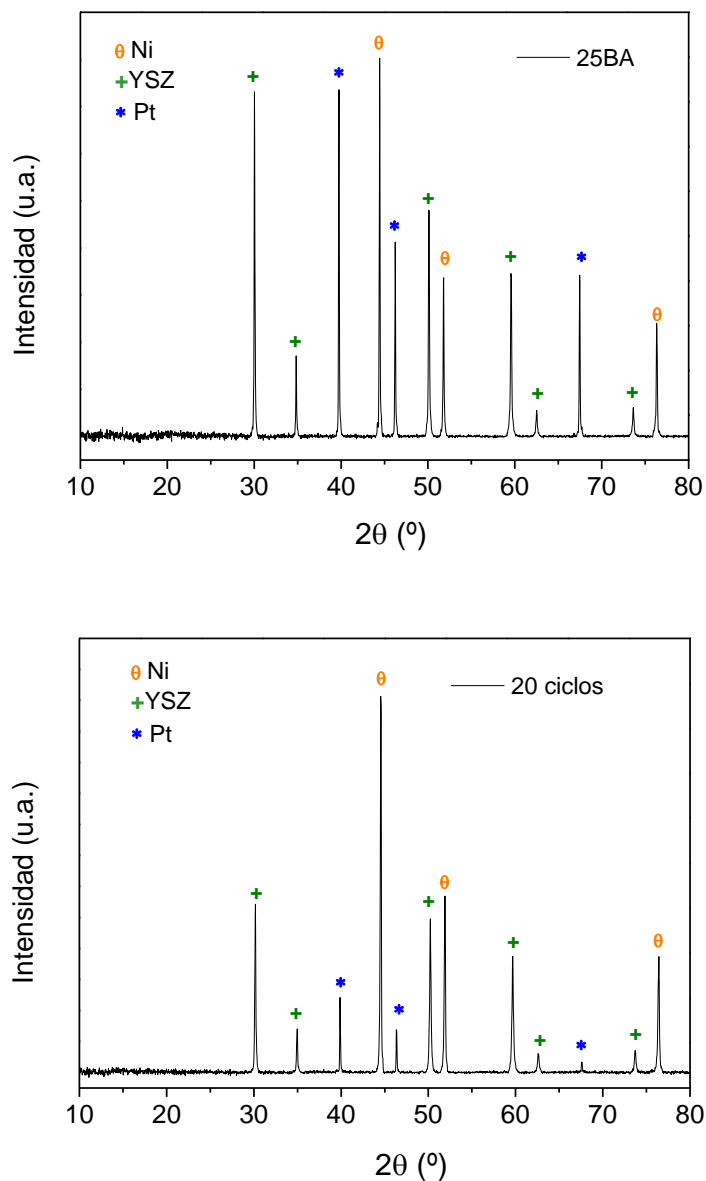 θ Ni
+ YSZ
* Pt
25BA
Intensidad (u.a.)
10 20 30 40 50 60 70 80
2θ (º)
θ Ni
+ YSZ
* Pt
20 ciclos
Intensidad (u.a.)
10 20 30 40 50 60 70 80
2θ (º)